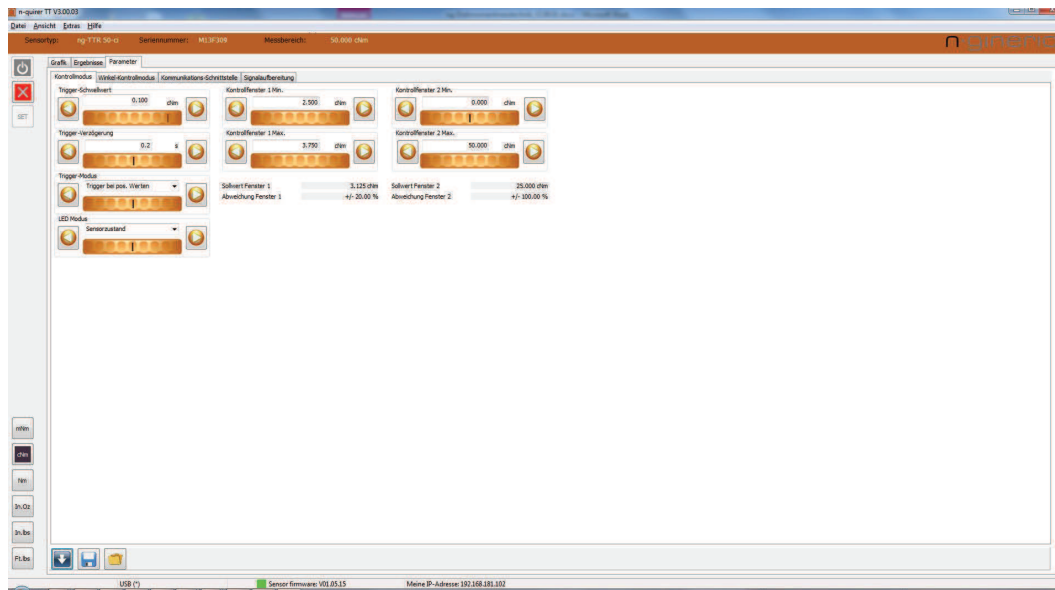 n-quirer TT V3.00.03
Datei Ansicht Extras Hilfe
Sensortyp: ng-TTR 50-ci Seriennummer: M13F309 Messbereich: 50.000 cNm
Grafik Ergebnisse Parameter
Kontrollmodus Winkel-Kontrollmodus Kommunikations-Schnittstelle Signalaufbereitung
Trigger-Schwellwert Kontrollfenster 1 Min. Kontrollfenster 2 Min.
0.100 cNm 2.500 cNm 0.000 cNm
SET
Trigger-Verzögerung Kontrollfenster 1 Max. Kontrollfenster 2 Max.
0.2 s 3.750 cNm 50.000 cNm
Trigger-Modus
Trigger bei pos. Werten Sollwert Fenster 1 3.125 cNm Sollwert Fenster 2 25.000 cNm
Abweichung Fenster 1 +/- 20.00 % Abweichung Fenster 2 +/- 100.00 %
LED Modus
Sensorzustand
mNm
cNm
Nm
In.Oz
In.lbs
Ft.lbs
USB (*) Sensor firmware: V01.05.15 Meine IP-Adresse: 192.168.181.102